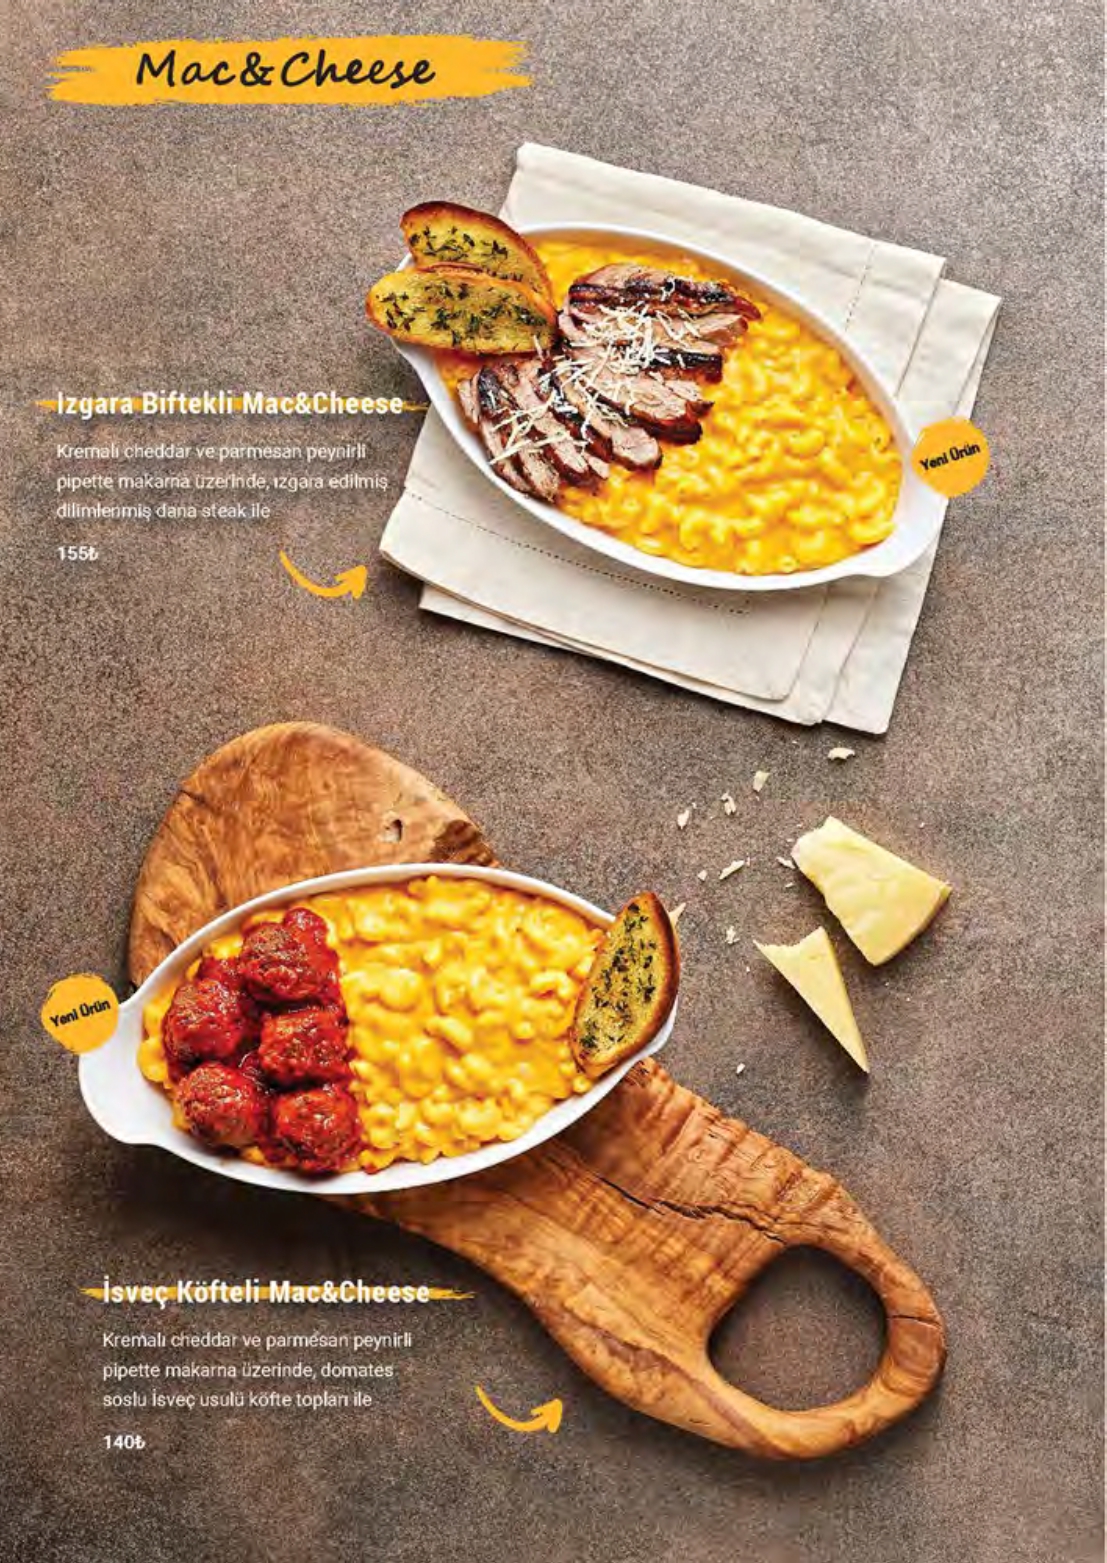 Mac&Cheese
Izgara Biftekli Mac&Cheese
Kremalı cheddar ve parmesan peynirli
pipette makarna üzerinde, ızgara edilmiş
dilimlenmiş dana steak ile
155₺
Yeni Ürün
Yeni Ürün
İsveç Köfteli Mac&Cheese
Kremalı cheddar ve parmesan peynirli
pipette makarna üzerinde, domates
soslu İsveç usulü köfte topları ile
140₺